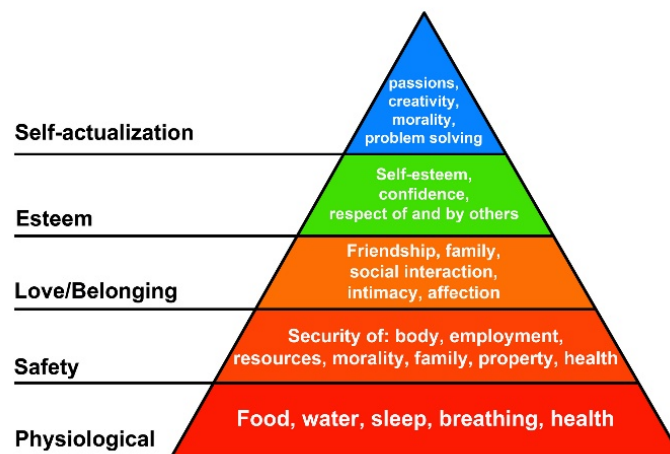 passions,
creativity,
morality,
problem solving
Self-actualization
Self-esteem,
confidence,
respect of and by others
Esteem
Friendship, family,
social interaction,
intimacy, affection
Love/Belonging
Security of: body, employment,
resources, morality, family, property, health
Safety
Food, water, sleep, breathing, health
Physiological